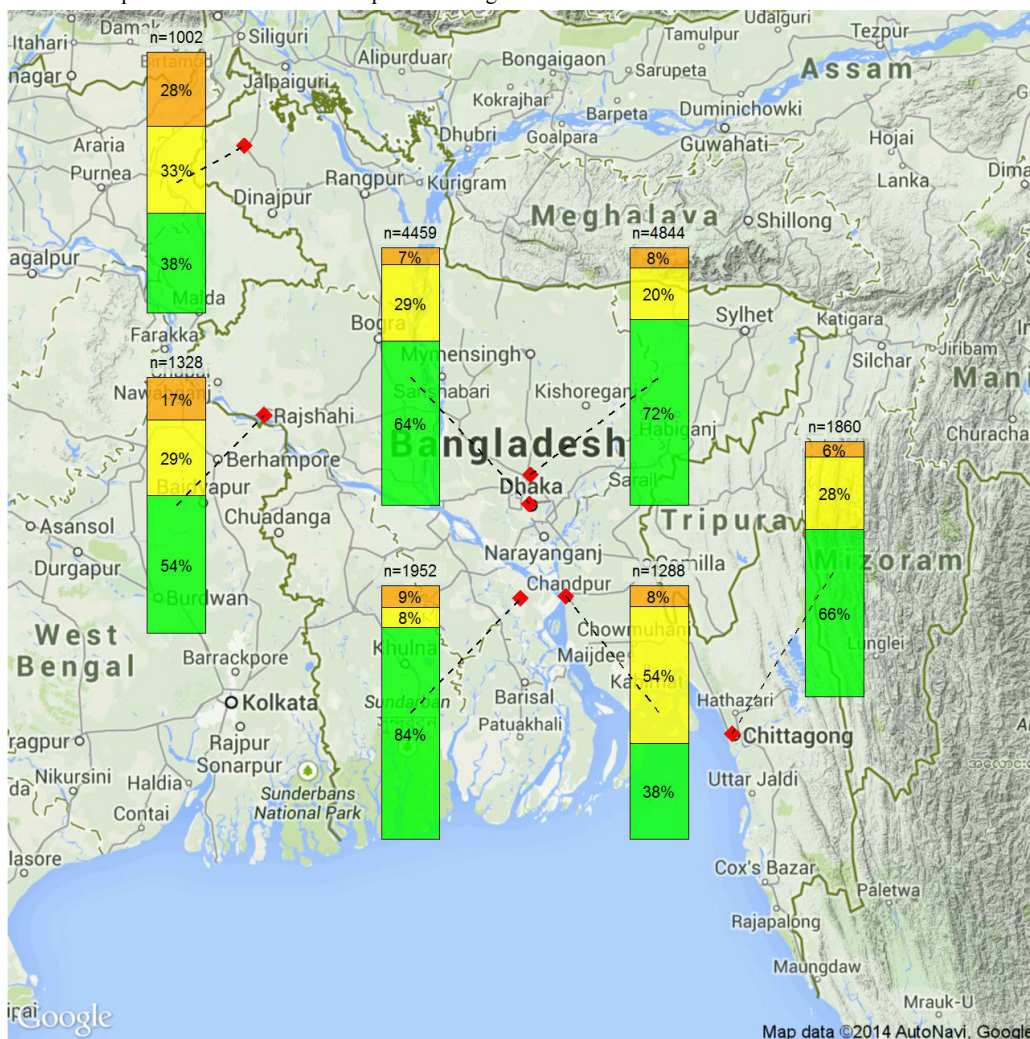 Udalguri
Itahari
Siliguri
Tamulpur
Tezpur
n=1002
Alipurduar
Bongaigaon
Sarupeta
Assam
nagar
Jalpaiguri
28%
Kokrajhar
Barpeta
Duminichowki
Araria
Dhubri
Goalpara
Guwahati
Hojai
33%
Purnea
Rangpur
Kurigram
Lanka
Dinajpur
Meghalaya
Shillong
n=4459
n=4844
agalpur
38%
7%
8%
Malda
29%
20%
Farakka
Bogra
Sylhet
Katigara
n=1328
Mymensingh
Silchar
Jiribam
17%
Kishoreganj
Mani
Rajshahi
64%
72%
Habiganj
Churacha
Bangladesh
n=1860
29%
Berhampore
6%
Dhaka
Sarail
28%
Asansol
Chuadanga
Tripura
Durgapur
54%
Narayanganj
Mizoram
n=1952
Chandpur
n=1288
Comilla
Burdwan
9%
8%
8%
66%
West
Bengal
Khulna
Chowmuhani
Maijdee
Lunglei
Barrackpore
54%
Kolkata
Sundarban
Barisal
Hathazari
84%
Patuakhali
Chittagong
ragpur
Rajpur
Sonarpur
Nikursini
Haldia
Sunderbans
National Park
38%
Uttar Jaldi
Contai
lasore
Cox's Bazar
Paletwa
Rajapalong
Maungdaw
ipai
Google
Mrauk-U
Map data ©2014 AutoNavi, Google